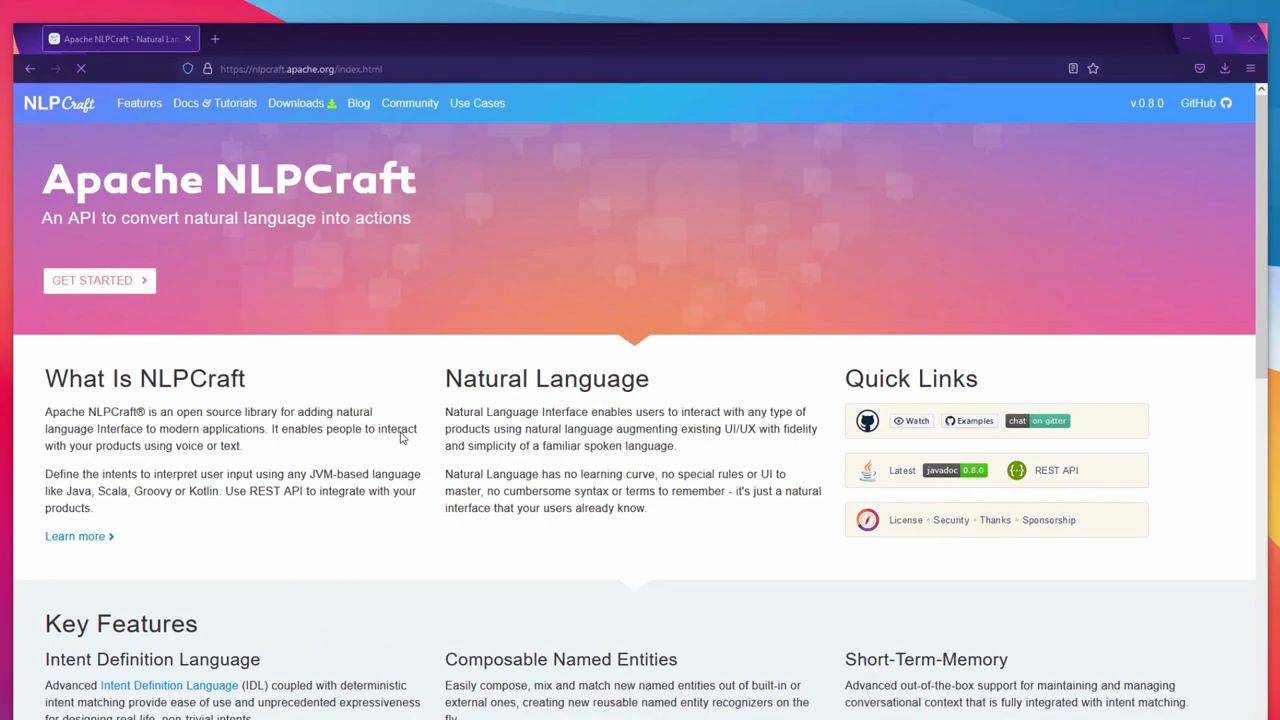 Apache NLPCraft - Natural Lan
https://nlpcraft.apache.org/index.html
NLPCraft Features Docs & Tutorials Downloads Blog Community Use Cases v.0.8.0 GitHub
Apache NLPCraft
An API to convert natural language into actions
GET STARTED
What Is NLPCraft
Apache NLPCraft® is an open source library for adding natural
language Interface to modern applications. It enables people to interact
with your products using voice or text.
Define the intents to interpret user input using any JVM-based language
like Java, Scala, Groovy or Kotlin. Use REST API to integrate with your
products.
Learn more
Natural Language
Natural Language Interface enables users to interact with any type of
products using natural language augmenting existing UI/UX with fidelity
and simplicity of a familiar spoken language.
Natural Language has no learning curve, no special rules or UI to
master, no cumbersome syntax or terms to remember - it's just a natural
interface that your users already know.
Quick Links
Watch Examples chat on gitter
Latest javadoc 0.8.0 REST API
License • Security • Thanks • Sponsorship
Key Features
Intent Definition Language
Advanced Intent Definition Language (IDL) coupled with deterministic
intent matching provide ease of use and unprecedented expressiveness
for designing real-life, non-trivial intents.
Composable Named Entities
Easily compose, mix and match new named entities out of built-in or
external ones, creating new reusable named entity recognizers on the
fly.
Short-Term-Memory
Advanced out-of-the-box support for maintaining and managing
conversational context that is fully integrated with intent matching.